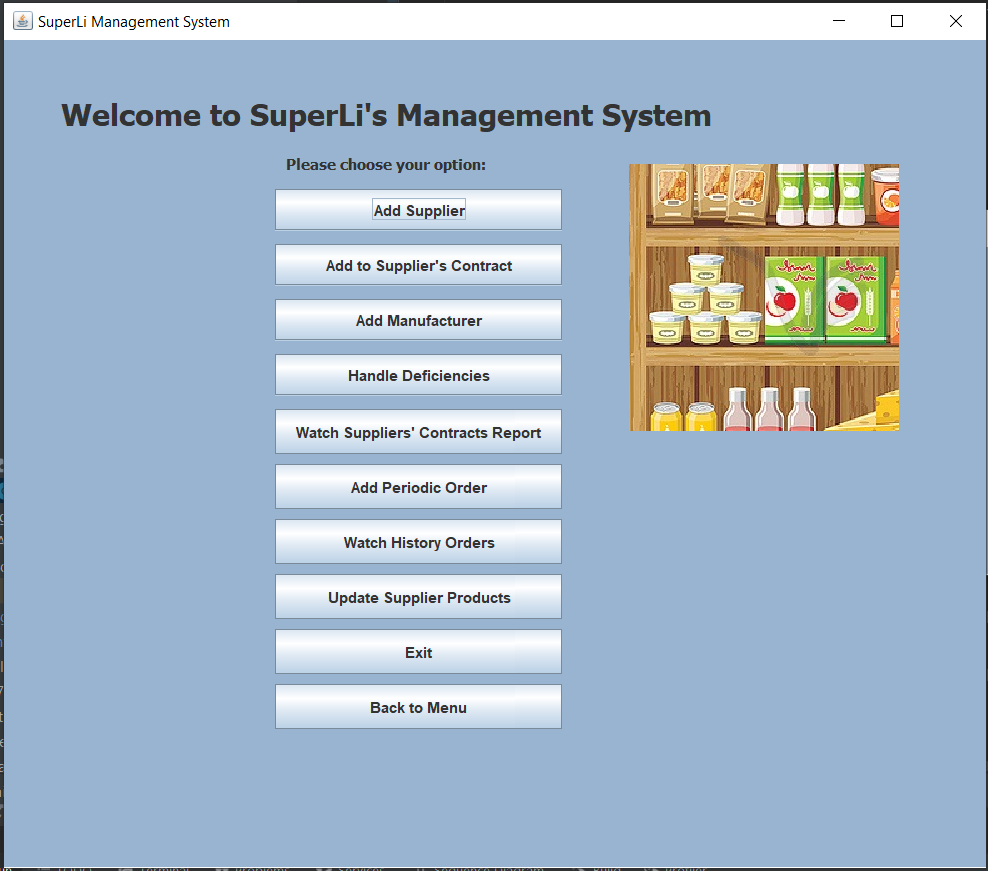 SuperLi Management System
Welcome to SuperLi's Management System
Please choose your option:
Add Supplier
Add to Supplier's Contract
Add Manufacturer
Handle Deficiencies
Watch Suppliers' Contracts Report
Add Periodic Order
Watch History Orders
Update Supplier Products
Exit
Back to Menu